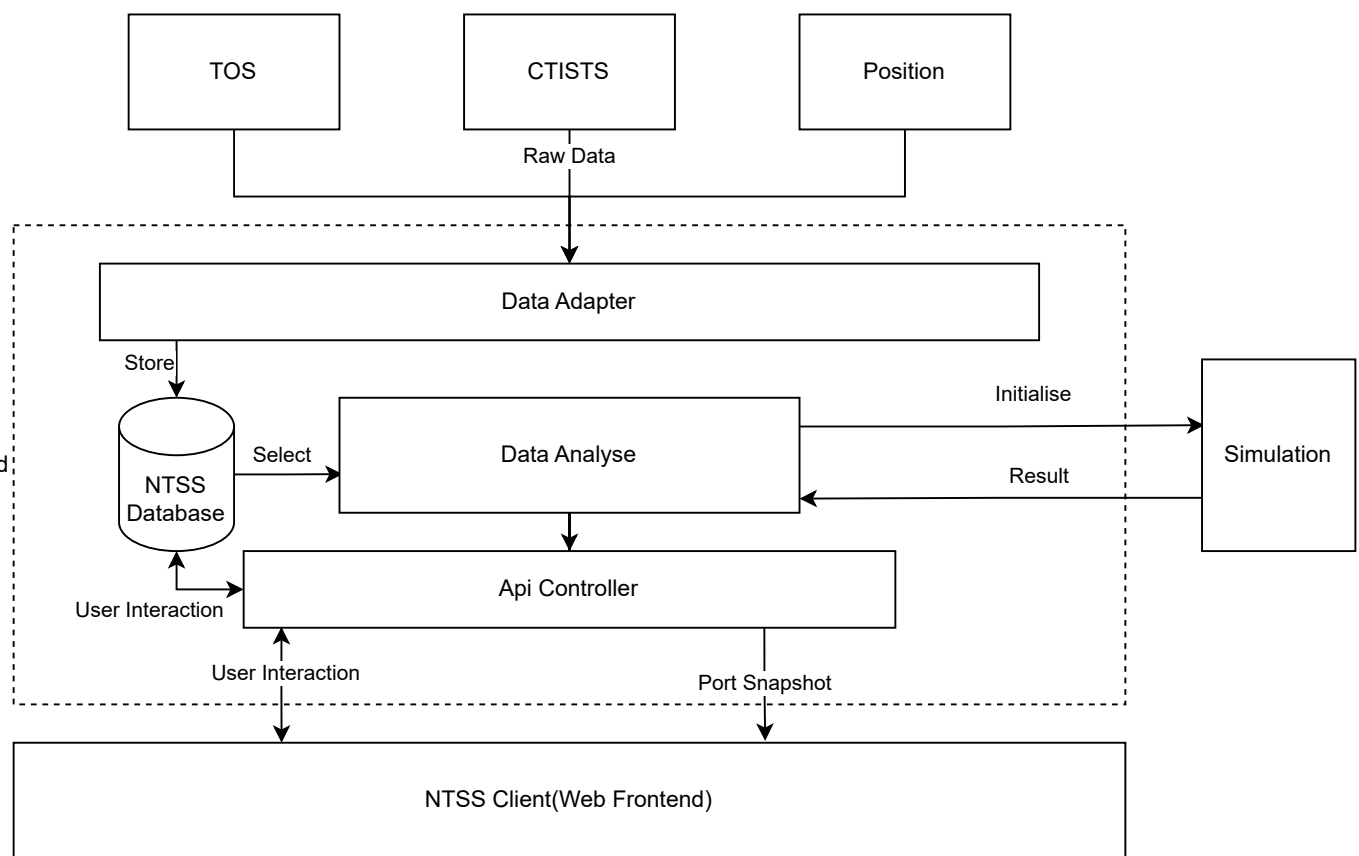 TOS
CTISTS
Position
Raw Data
Data Adapter
Store
Initialise
Select
Data Analyse
Simulation
Result
NTSS
Database
Api Controller
User Interaction
User Interaction
Port Snapshot
NTSS Client(Web Frontend)